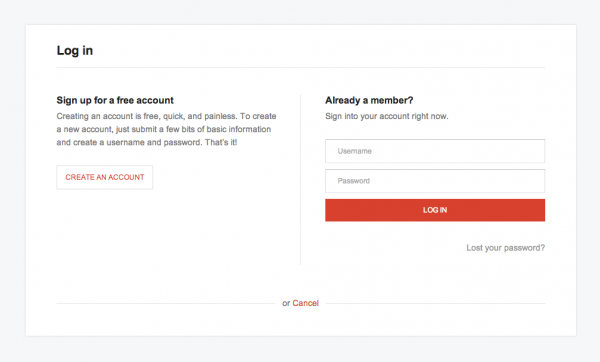 Log in
Sign up for a free account
Creating an account is free, quick, and painless. To create
a new account, just submit a few bits of basic information
and create a username and password. That's it!
CREATE AN ACCOUNT
Already a member?
Sign into your account right now.
Username
Password
LOG IN
Lost your password?
or Cancel